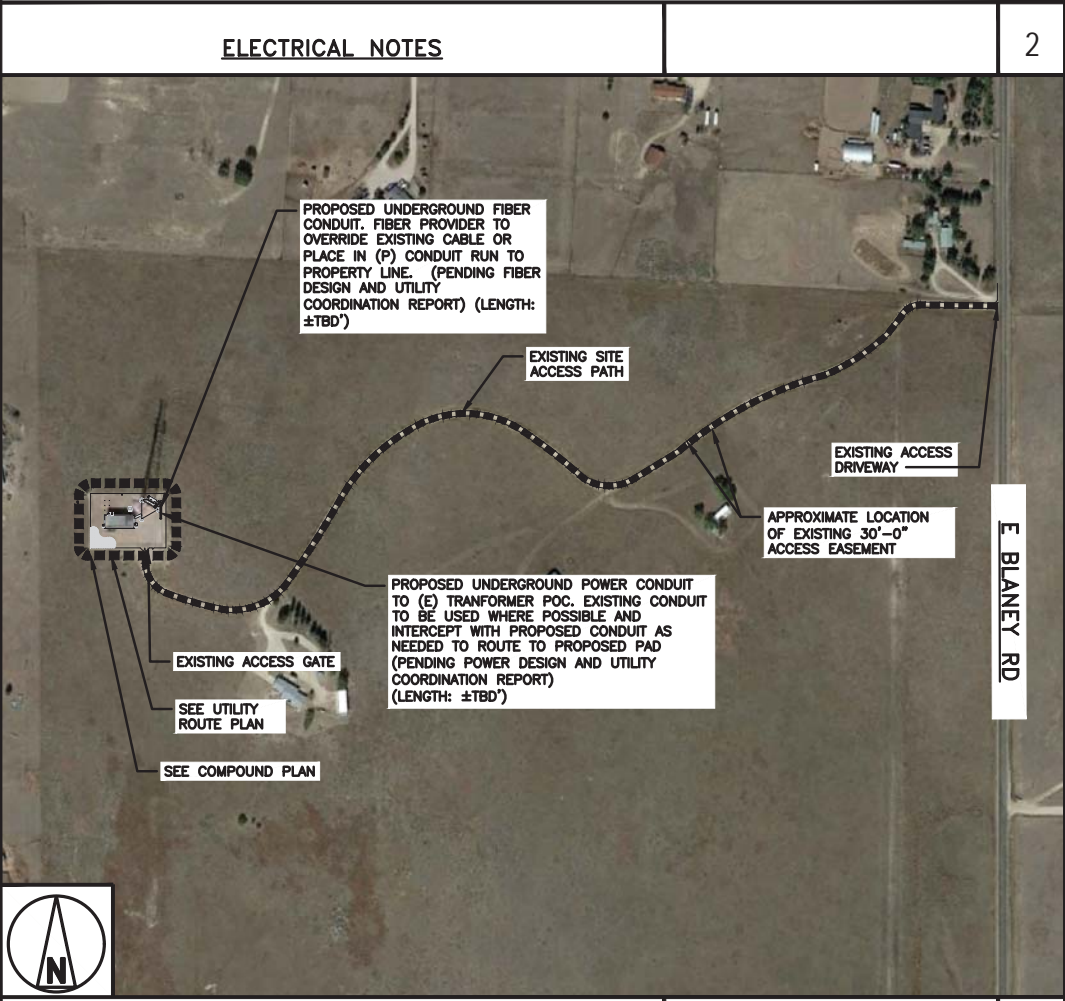 ELECTRICAL NOTES
2
PROPOSED UNDERGROUND FIBER
CONDUIT. FIBER PROVIDER TO
OVERRIDE EXISTING CABLE OR
PLACE IN (P) CONDUIT RUN TO
PROPERTY LINE. (PENDING FIBER
DESIGN AND UTILITY
COORDINATION REPORT) (LENGTH:
±TBD')
EXISTING SITE
ACCESS PATH
EXISTING ACCESS
DRIVEWAY
APPROXIMATE LOCATION
OF EXISTING 30'-0"
ACCESS EASEMENT
E BLANEY RD
PROPOSED UNDERGROUND POWER CONDUIT
TO (E) TRANFORMER POC. EXISTING CONDUIT
TO BE USED WHERE POSSIBLE AND
INTERCEPT WITH PROPOSED CONDUIT AS
NEEDED TO ROUTE TO PROPOSED PAD
(PENDING POWER DESIGN AND UTILITY
COORDINATION REPORT)
(LENGTH: ±TBD')
EXISTING ACCESS GATE
SEE UTILITY
ROUTE PLAN
SEE COMPOUND PLAN
N